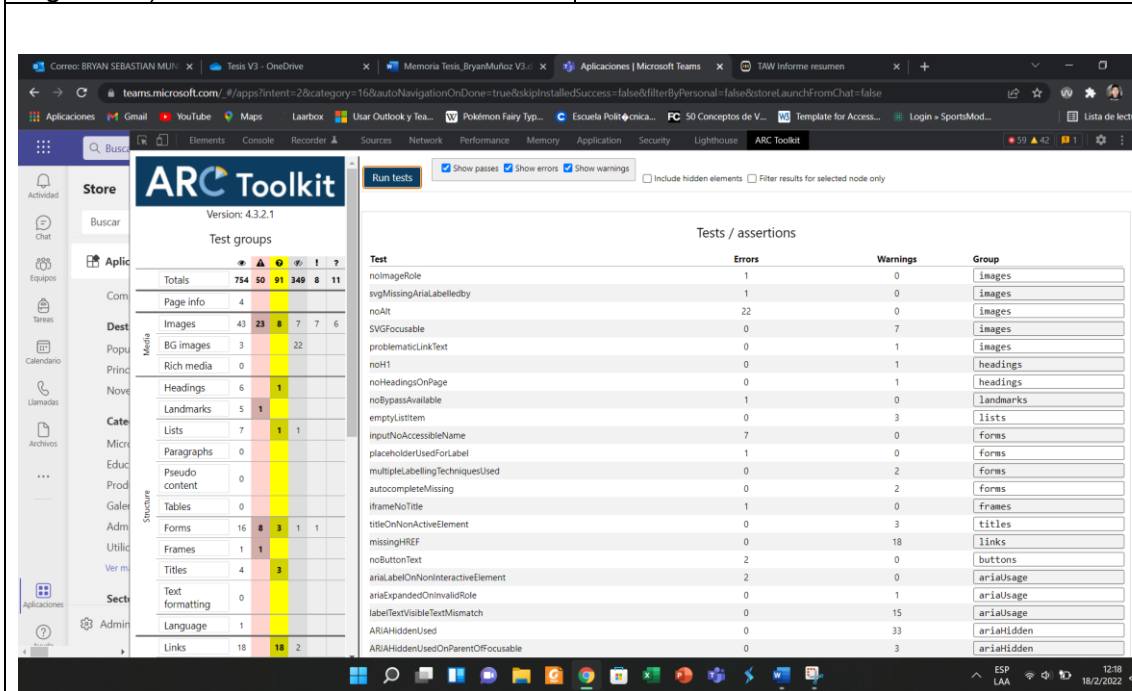 Correo: BRYAN SEBASTIAN MUN
Tesis V3 - OneDrive
Memoria Tesis_BryanMuñoz V3.d
Aplicaciones | Microsoft Teams
TAW Informe resumen
teams.microsoft.com/_#/apps?intent=2&category=16&autoNavigationOnDone=true&skipInstalledSuccess=false&filterByPersonal=false&storeLaunchFromChat=false
Aplicaciones Gmail YouTube Maps Laarbox Usar Outlook y Tea... Pokémon Fairy Typ... Escuela Polit�cnica... 50 Conceptos de V... Template for Access... Login » SportsMod... Lista de lect
Busca
Elements Console Recorder Sources Network Performance Memory Application Security Lighthouse ARC Toolkit 59 42 1
Actividad
Chat
Equipos
Tareas
Calendario
Llamadas
Archivos
...
Aplicaciones
Store
Buscar
Aplic
Com
Dest
Popu
Princ
Nove
Cate
Micro
Educ
Prod
Galer
Adm
Utilic
Ver m
Secto
Admin
ARC Toolkit
Version: 4.3.2.1
Test groups
! ?
Totals 754 50 91 349 8 11
Page info 4
Media
Images 43 23 8 7 7 6
BG images 3 22
Rich media 0
Structure
Headings 6 1
Landmarks 5 1
Lists 7 1 1
Paragraphs 0
Pseudo content 0
Tables 0
Forms 16 8 3 1 1
Frames 1 1
Titles 4 3
Text formatting 0
Language 1
Links 18 18 2
Run tests
Show passes Show errors Show warnings
Include hidden elements Filter results for selected node only
Tests / assertions
Test Errors Warnings Group
noImageRole 1 0 images
svgMissingAriaLabelledby 1 0 images
noAlt 22 0 images
SVGFocusable 0 7 images
problematicLinkText 0 1 images
noH1 0 1 headings
noHeadingsOnPage 0 1 headings
noBypassAvailable 1 0 landmarks
emptyListItem 0 3 lists
inputNoAccessibleName 7 0 forms
placeholderUsedForLabel 1 0 forms
multipleLabellingTechniquesUsed 0 2 forms
autocompleteMissing 0 2 forms
iframeNoTitle 1 0 frames
titleOnNonActiveElement 0 3 titles
missingHREF 0 18 links
noButtonText 2 0 buttons
ariaLabelOnNonInteractiveElement 2 0 ariaUsage
ariaExpandedOnInvalidRole 0 1 ariaUsage
labelTextVisibleTextMismatch 0 15 ariaUsage
ARIAHiddenUsed 0 33 ariaHidden
ARIAHiddenUsedOnParentOfFocusable 0 3 ariaHidden
ESP
LAA
12:18
18/2/2022